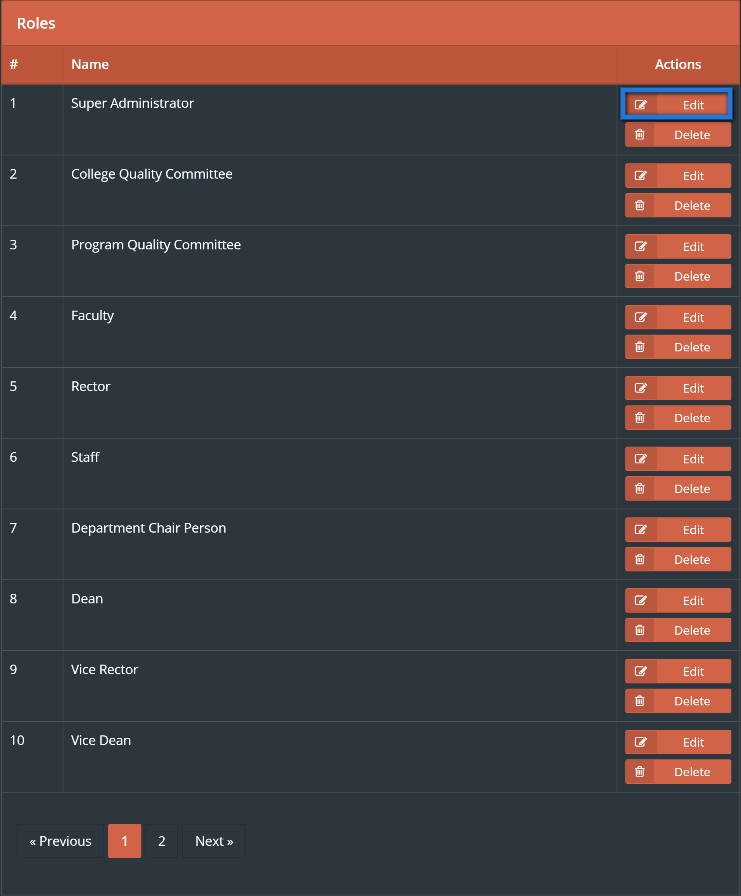 Roles
# Name Actions
1 Super Administrator Edit
Delete
2 College Quality Committee Edit
Delete
3 Program Quality Committee Edit
Delete
4 Faculty Edit
Delete
5 Rector Edit
Delete
6 Staff Edit
Delete
7 Department Chair Person Edit
Delete
8 Dean Edit
Delete
9 Vice Rector Edit
Delete
10 Vice Dean Edit
Delete
« Previous 1 2 Next »